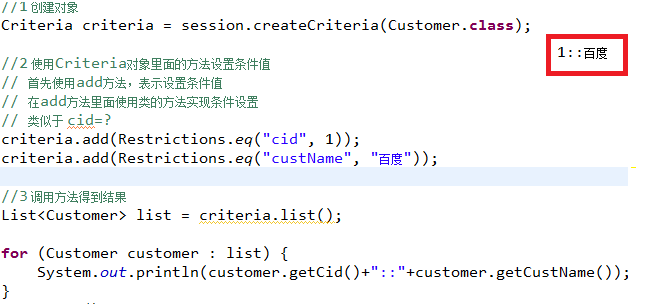 //1 创建对象
Criteria criteria = session.createCriteria(Customer.class);
1::百度
//2 使用Criteria对象里面的方法设置条件值
// 首先使用add方法，表示设置条件值
// 在add方法里面使用类的方法实现条件设置
// 类似于 cid=?
criteria.add(Restrictions.eq("cid", 1));
criteria.add(Restrictions.eq("custName", "百度"));
//3 调用方法得到结果
List<Customer> list = criteria.list();
for (Customer customer : list) {
System.out.println(customer.getCid()+"::"+customer.getCustName());
}